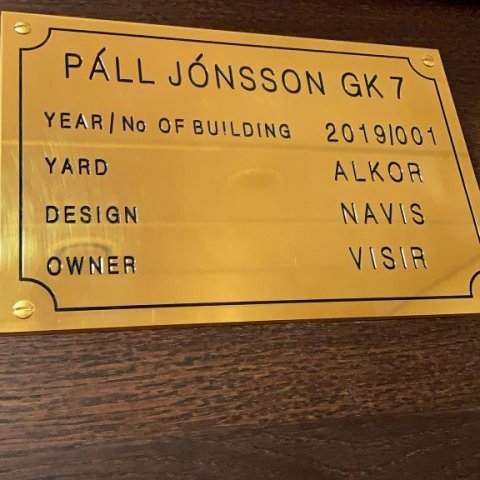 PÁLL JÓNSSON GK 7
YEAR/No OF BUILDING 2019/001
YARD ALKOR
DESIGN NAVIS
OWNER VISIR